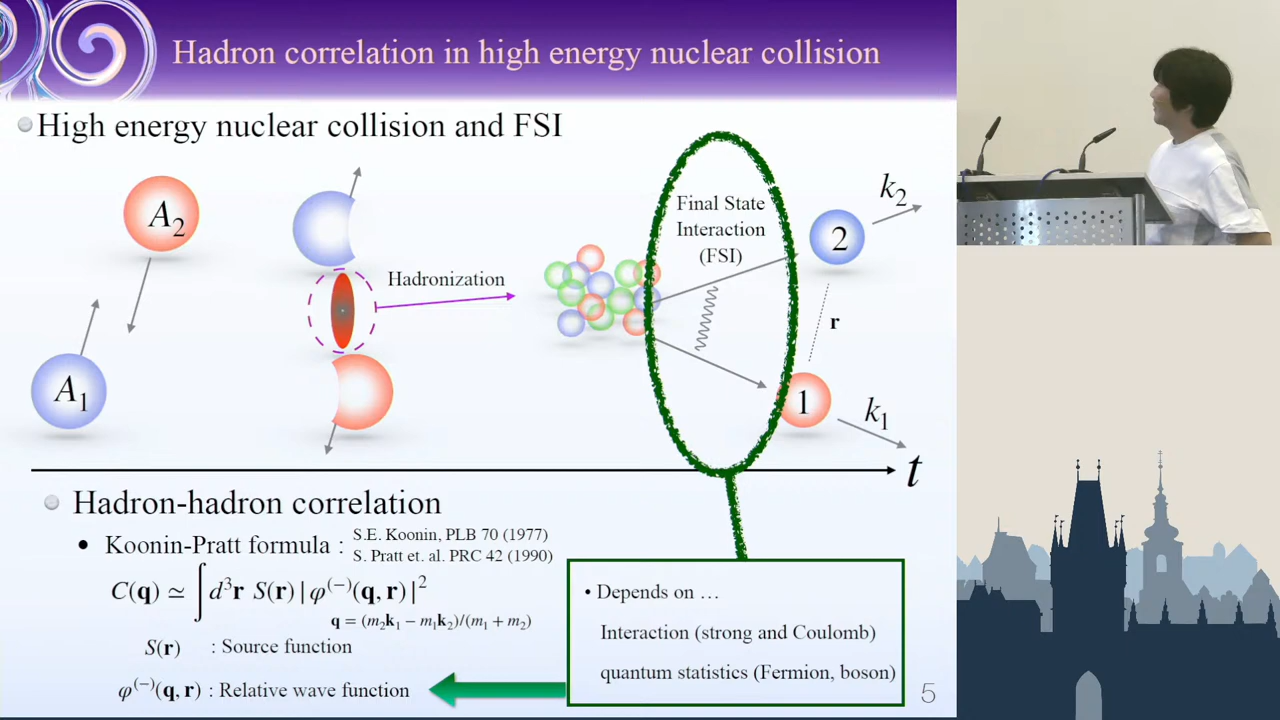 Hadron correlation in high energy nuclear collision
High energy nuclear collision and FSI
A₂
A₁
Hadronization
Final State
Interaction
(FSI)
k₂
2
r
1
k₁
t
Hadron-hadron correlation
• Koonin-Pratt formula :
S.E. Koonin, PLB 70 (1977)
S. Pratt et. al. PRC 42 (1990)
C(q) ≃ ∫ d³r S(r) | φ⁽⁻⁾(q, r) |²
q = (m₂k₁ − m₁k₂)/(m₁ + m₂)
S(r) : Source function
φ⁽⁻⁾(q, r) : Relative wave function
• Depends on …
Interaction (strong and Coulomb)
quantum statistics (Fermion, boson)
5